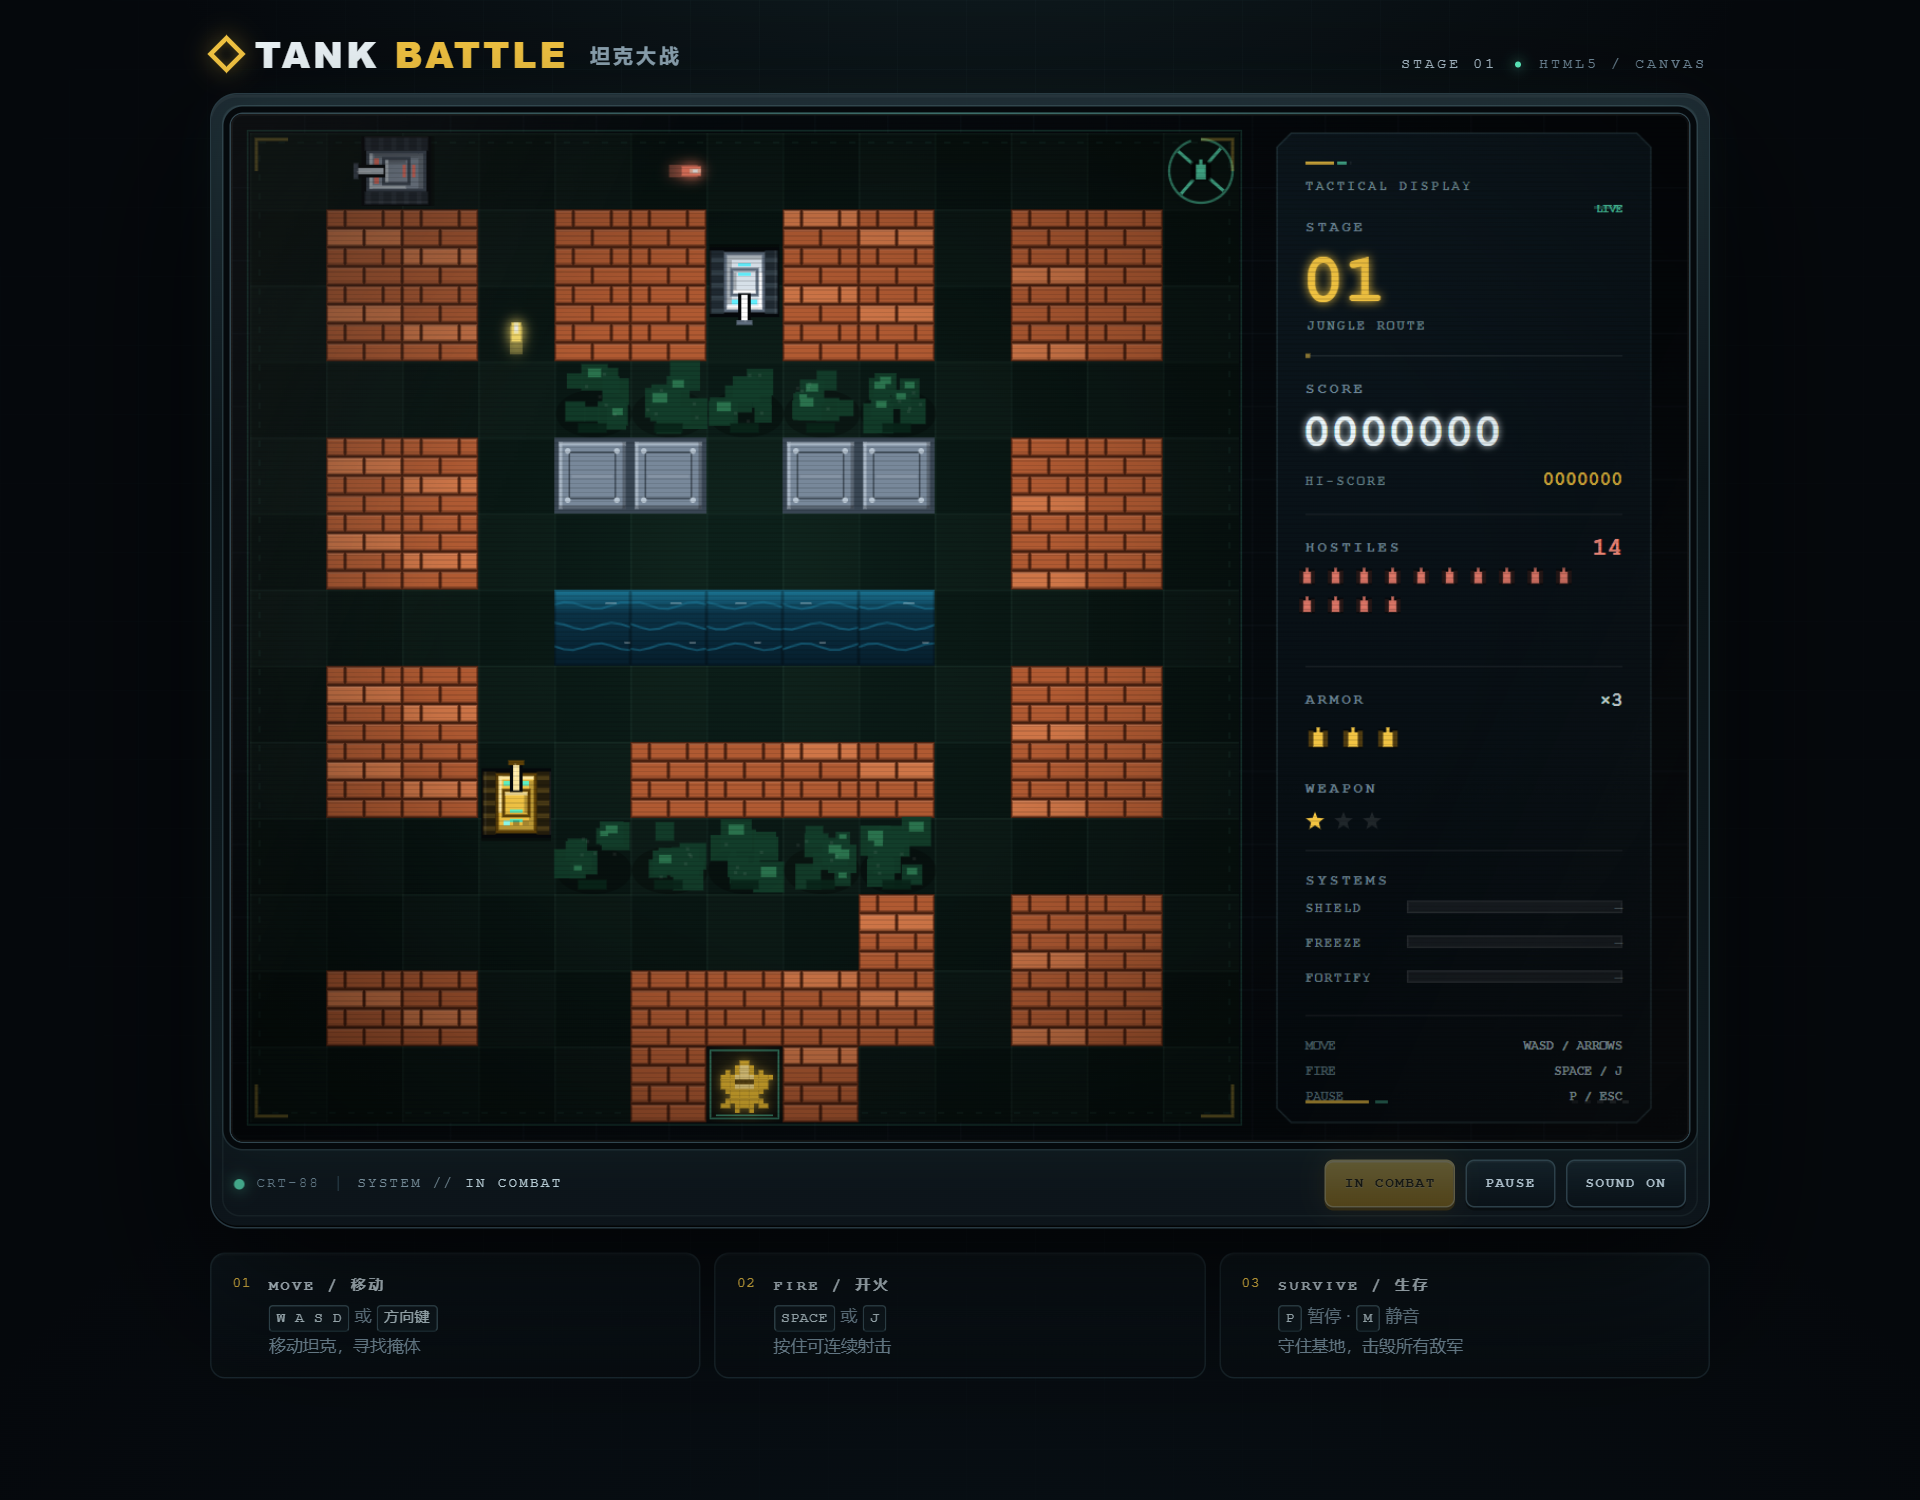 TANK BATTLE 坦克大战
STAGE 01 ● HTML5 / CANVAS
TACTICAL DISPLAY
LIVE
STAGE
01
JUNGLE ROUTE
SCORE
0000000
HI-SCORE 0000000
HOSTILES 14
ARMOR ×3
WEAPON
SYSTEMS
SHIELD —
FREEZE —
FORTIFY —
MOVE WASD / ARROWS
FIRE SPACE / J
PAUSE P / ESC
CRT-88 | SYSTEM // IN COMBAT
IN COMBAT PAUSE SOUND ON
01 MOVE / 移动
W A S D 或 方向键
移动坦克，寻找掩体
02 FIRE / 开火
SPACE 或 J
按住可连续射击
03 SURVIVE / 生存
P 暂停 · M 静音
守住基地，击毁所有敌军